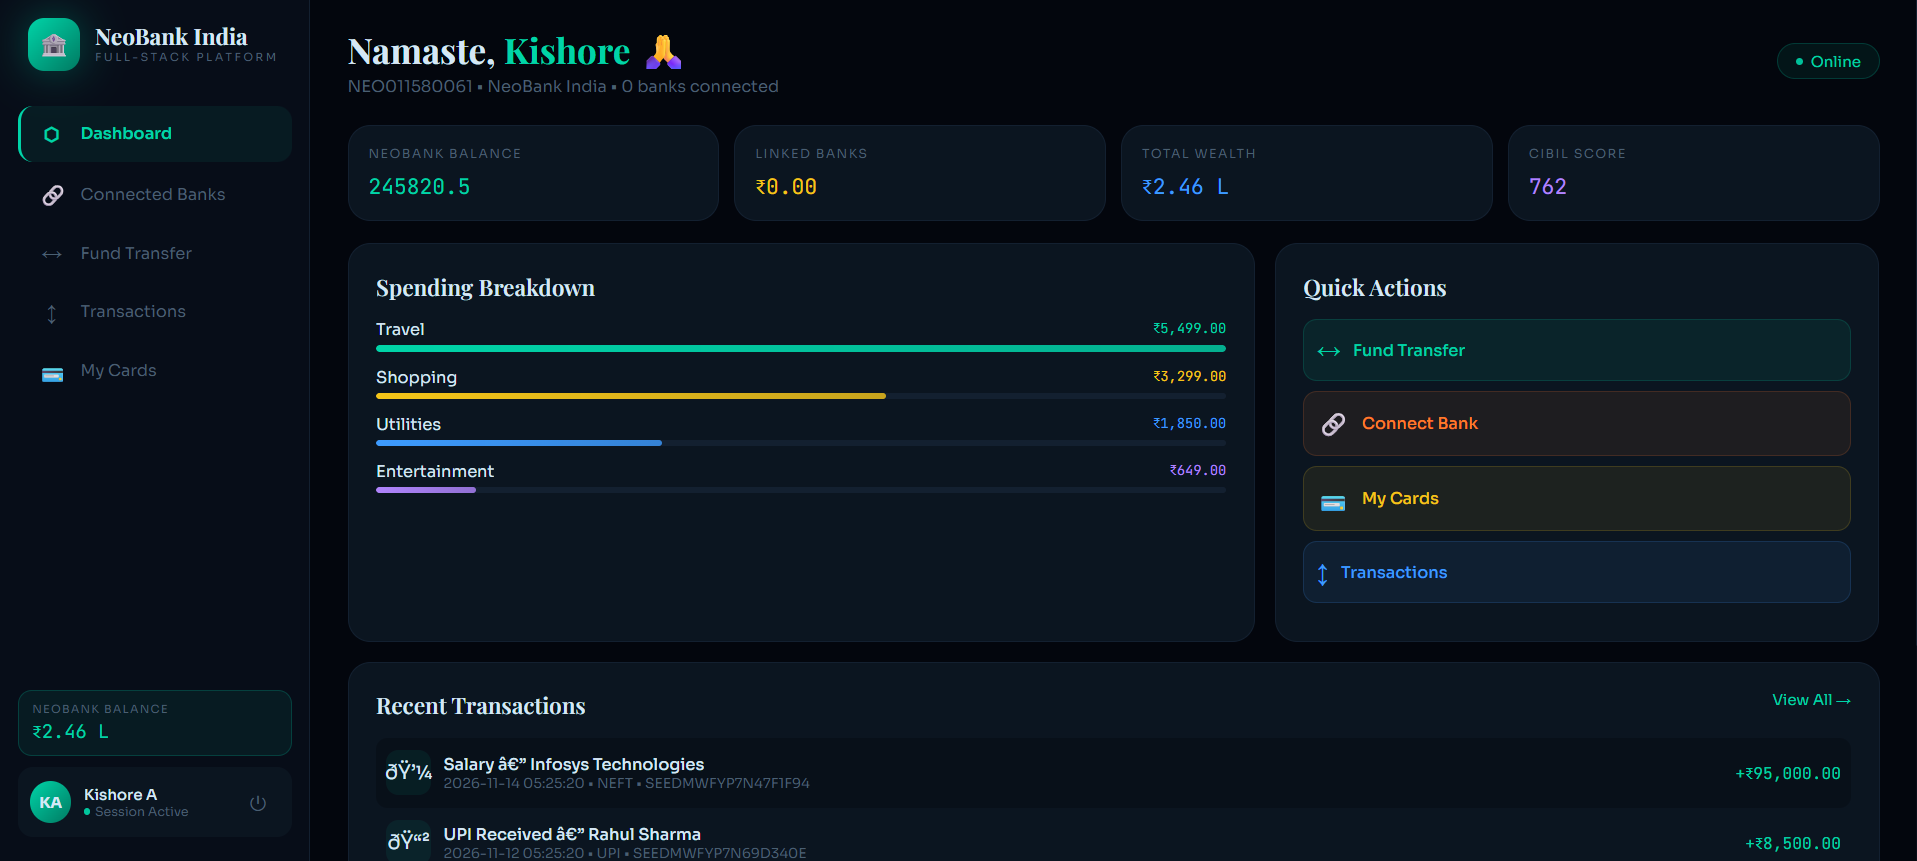 NeoBank India
FULL-STACK PLATFORM
Dashboard
Connected Banks
Fund Transfer
Transactions
My Cards
NEOBANK BALANCE
₹2.46 L
KA
Kishore A
Session Active
Namaste, Kishore 🙏
NEO011580061 • NeoBank India • 0 banks connected
Online
NEOBANK BALANCE
245820.5
LINKED BANKS
₹0.00
TOTAL WEALTH
₹2.46 L
CIBIL SCORE
762
Spending Breakdown
Travel ₹5,499.00
Shopping ₹3,299.00
Utilities ₹1,850.00
Entertainment ₹649.00
Quick Actions
Fund Transfer
Connect Bank
My Cards
Transactions
Recent Transactions
View All →
ðŸ’¼
Salary â€” Infosys Technologies
2026-11-14 05:25:20 • NEFT • SEEDMWFYP7N47F1F94
+₹95,000.00
ðŸ“²
UPI Received â€” Rahul Sharma
2026-11-12 05:25:20 • UPI • SEEDMWFYP7N69D340E
+₹8,500.00